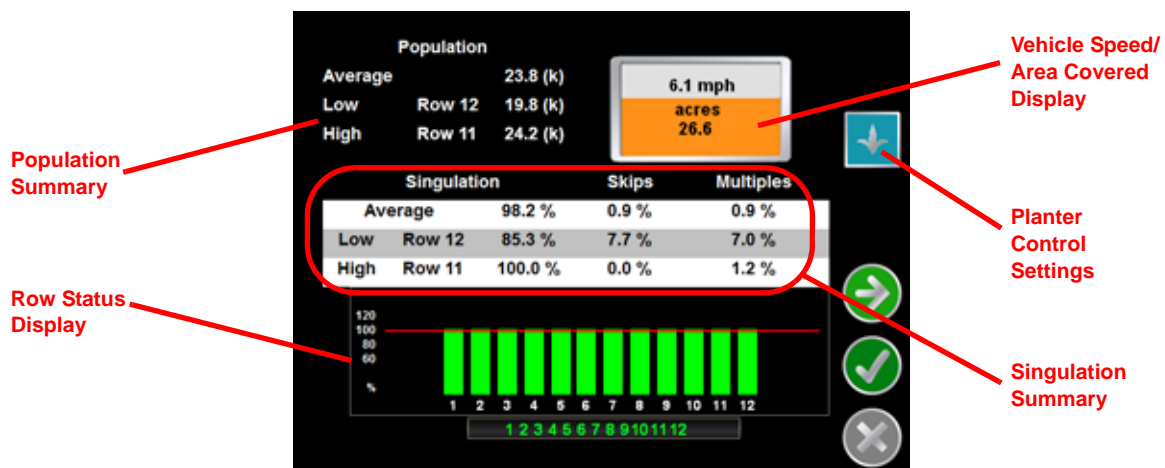 Population
Average 23.8 (k)
Low Row 12 19.8 (k)
High Row 11 24.2 (k)
6.1 mph
acres
26.6
Vehicle Speed/
Area Covered
Display
Population
Summary
Singulation Skips Multiples
Average 98.2 % 0.9 % 0.9 %
Low Row 12 85.3 % 7.7 % 7.0 %
High Row 11 100.0 % 0.0 % 1.2 %
Planter
Control
Settings
Row Status
Display
120
100
80
60
%
1 2 3 4 5 6 7 8 9 10 11 12
1 2 3 4 5 6 7 8 9 10 11 12
Singulation
Summary